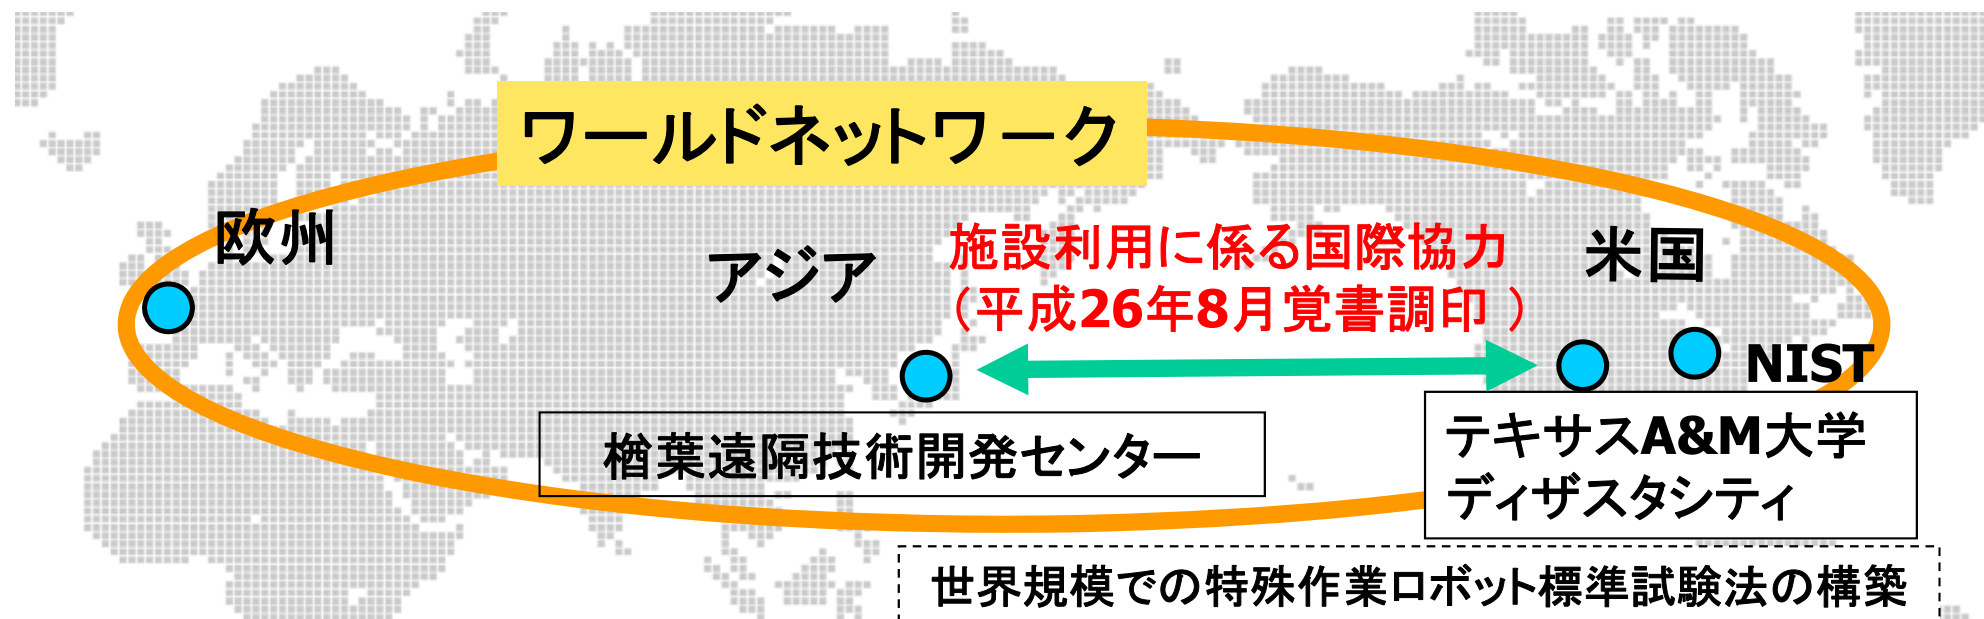 ワールドネットワーク
欧州
アジア
施設利用に係る国際協力
（平成26年8月覚書調印 ）
米国
NIST
楢葉遠隔技術開発センター
テキサスA&M大学
ディザスタシティ
世界規模での特殊作業ロボット標準試験法の構築